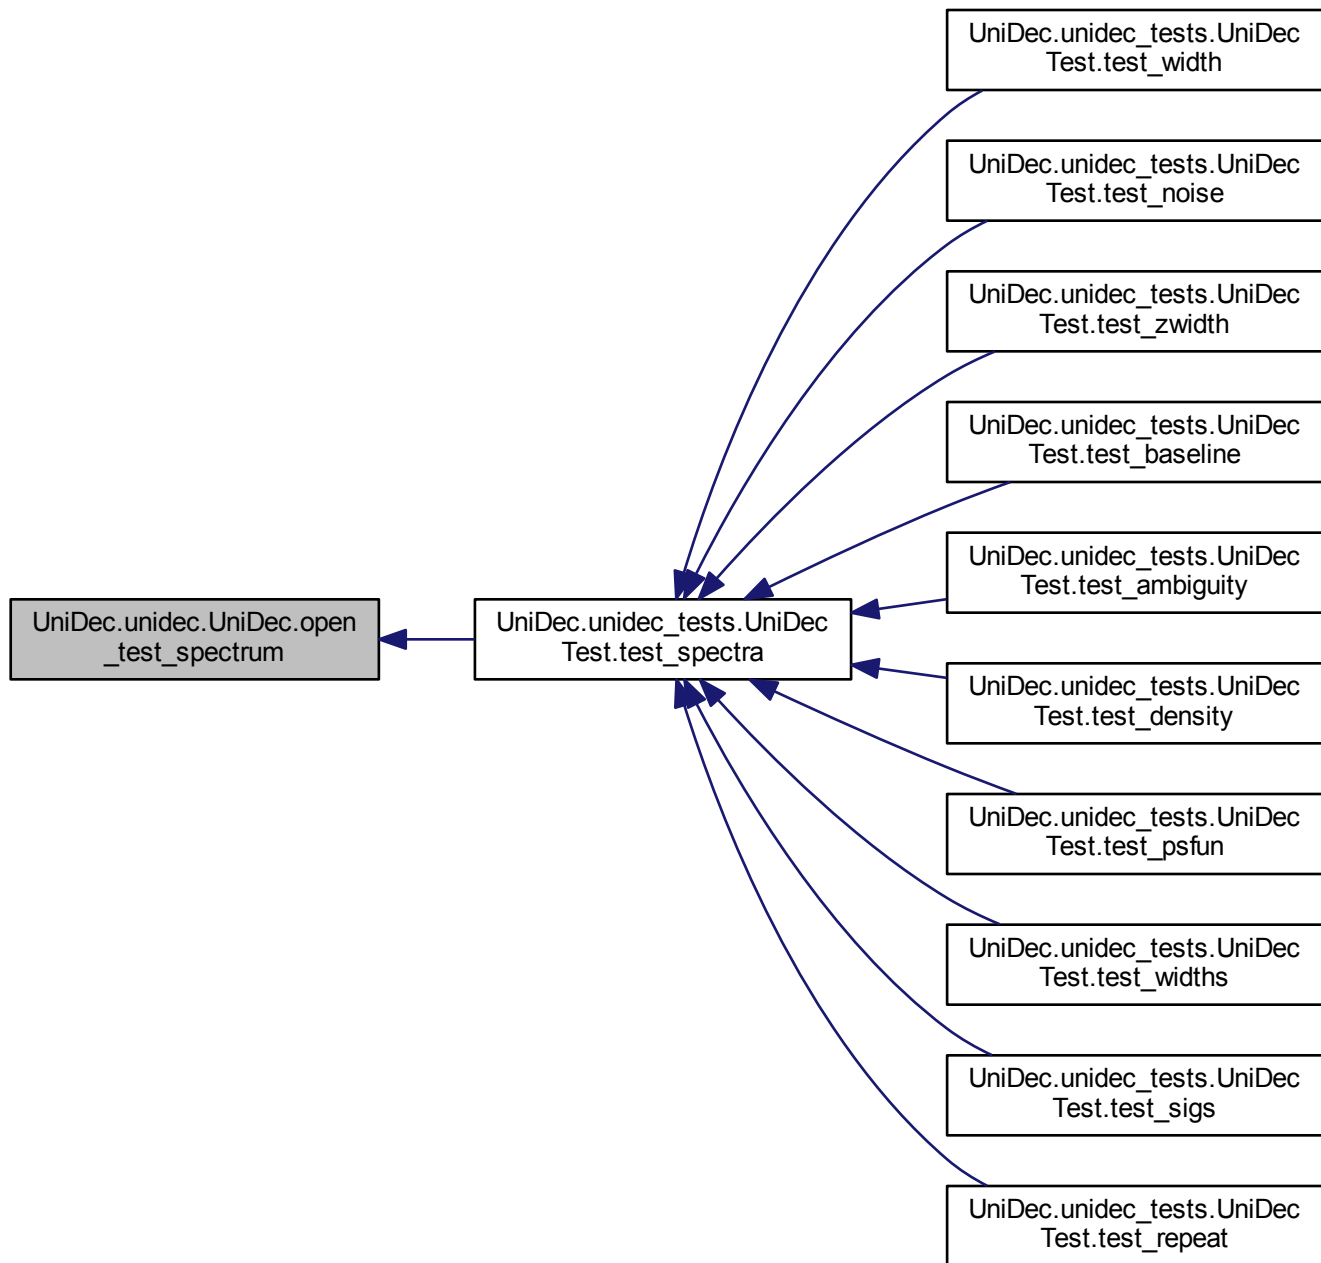 UniDec.unidec.UniDec.open
_test_spectrum
UniDec.unidec_tests.UniDec
Test.test_spectra
UniDec.unidec_tests.UniDec
Test.test_width
UniDec.unidec_tests.UniDec
Test.test_noise
UniDec.unidec_tests.UniDec
Test.test_zwidth
UniDec.unidec_tests.UniDec
Test.test_baseline
UniDec.unidec_tests.UniDec
Test.test_ambiguity
UniDec.unidec_tests.UniDec
Test.test_density
UniDec.unidec_tests.UniDec
Test.test_psfun
UniDec.unidec_tests.UniDec
Test.test_widths
UniDec.unidec_tests.UniDec
Test.test_sigs
UniDec.unidec_tests.UniDec
Test.test_repeat